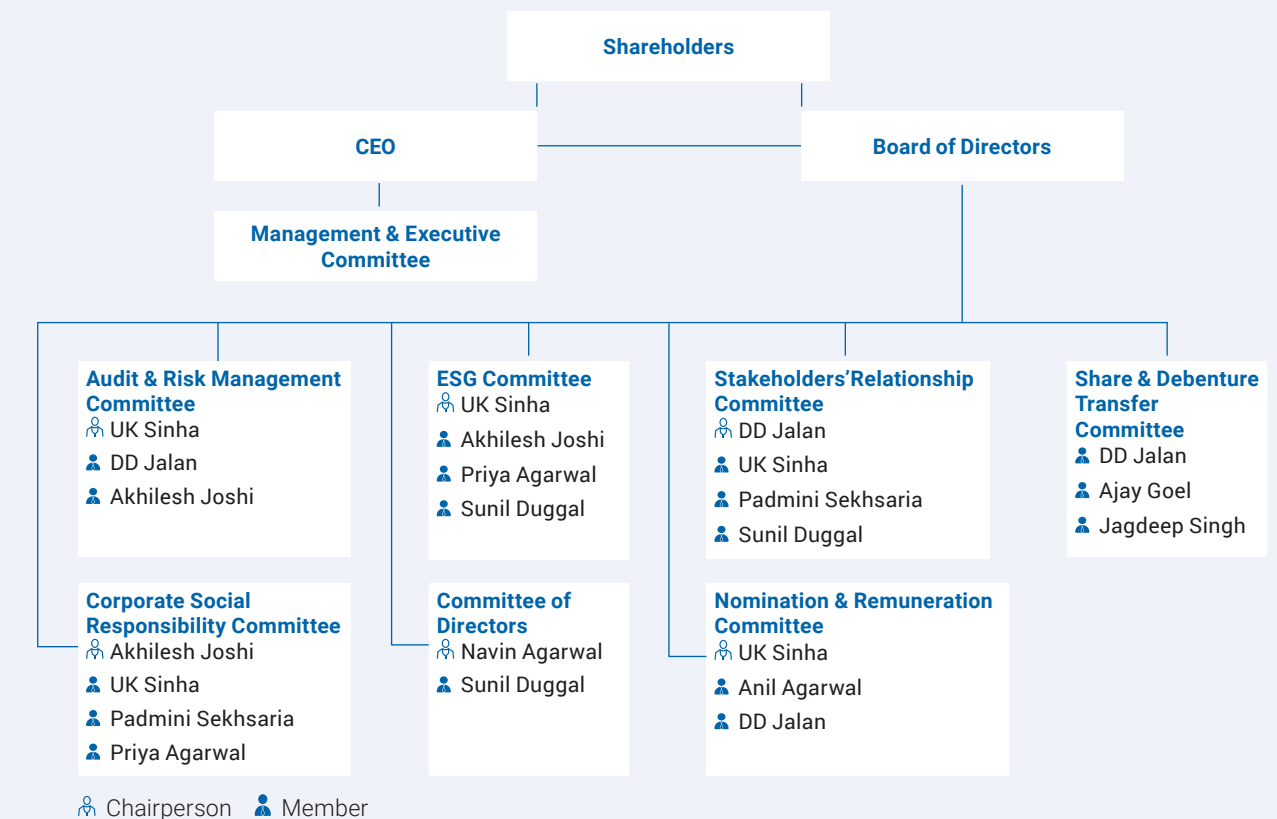 Shareholders
CEO
Board of Directors
Management & Executive
Committee
Audit & Risk Management
Committee
UK Sinha
DD Jalan
Akhilesh Joshi
ESG Committee
UK Sinha
Akhilesh Joshi
Priya Agarwal
Sunil Duggal
Stakeholders'Relationship
Committee
DD Jalan
UK Sinha
Padmini Sekhsaria
Sunil Duggal
Share & Debenture
Transfer
Committee
DD Jalan
Ajay Goel
Jagdeep Singh
Corporate Social
Responsibility Committee
Akhilesh Joshi
UK Sinha
Padmini Sekhsaria
Priya Agarwal
Committee of
Directors
Navin Agarwal
Sunil Duggal
Nomination & Remuneration
Committee
UK Sinha
Anil Agarwal
DD Jalan
Chairperson Member